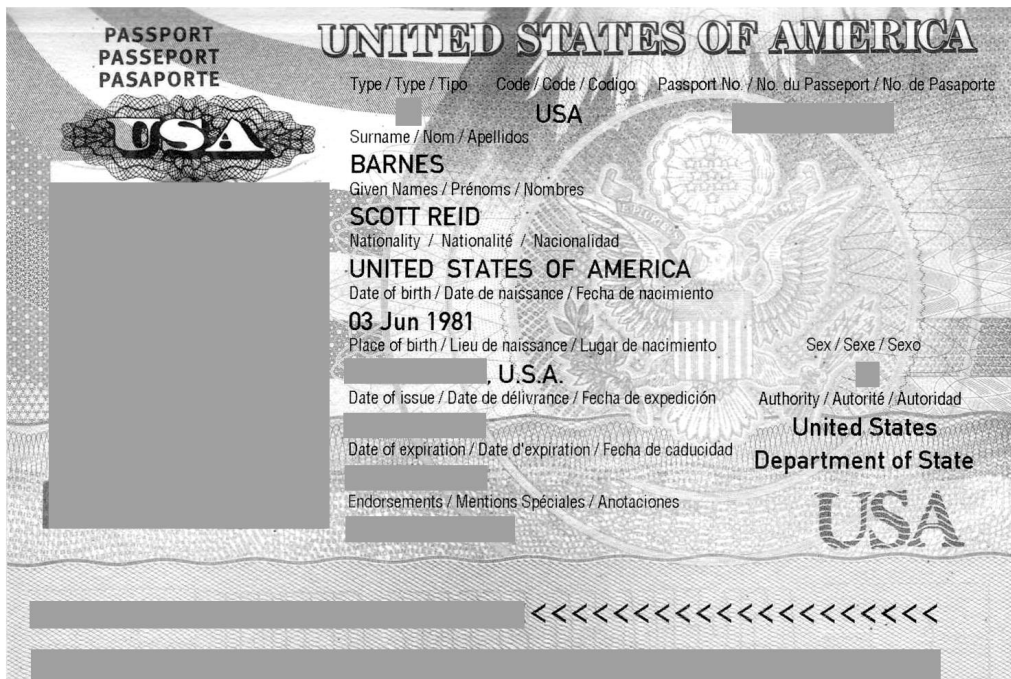 PASSPORT
PASSEPORT
PASAPORTE
USA
UNITED STATES OF AMERICA
Type / Type / Tipo Code / Code / Codigo Passport No. / No. du Passeport / No. de Pasaporte
USA
Surname / Nom / Apellidos
BARNES
Given Names / Prénoms / Nombres
SCOTT REID
Nationality / Nationalité / Nacionalidad
UNITED STATES OF AMERICA
Date of birth / Date de naissance / Fecha de nacimiento
03 Jun 1981
Place of birth / Lieu de naissance / Lugar de nacimiento Sex / Sexe / Sexo
, U.S.A.
Date of issue / Date de délivrance / Fecha de expedición Authority / Autorité / Autoridad
United States
Date of expiration / Date d'expiration / Fecha de caducidad
Department of State
Endorsements / Mentions Spéciales / Anotaciones
USA
<<<<<<<<<<<<<<<<<<<<